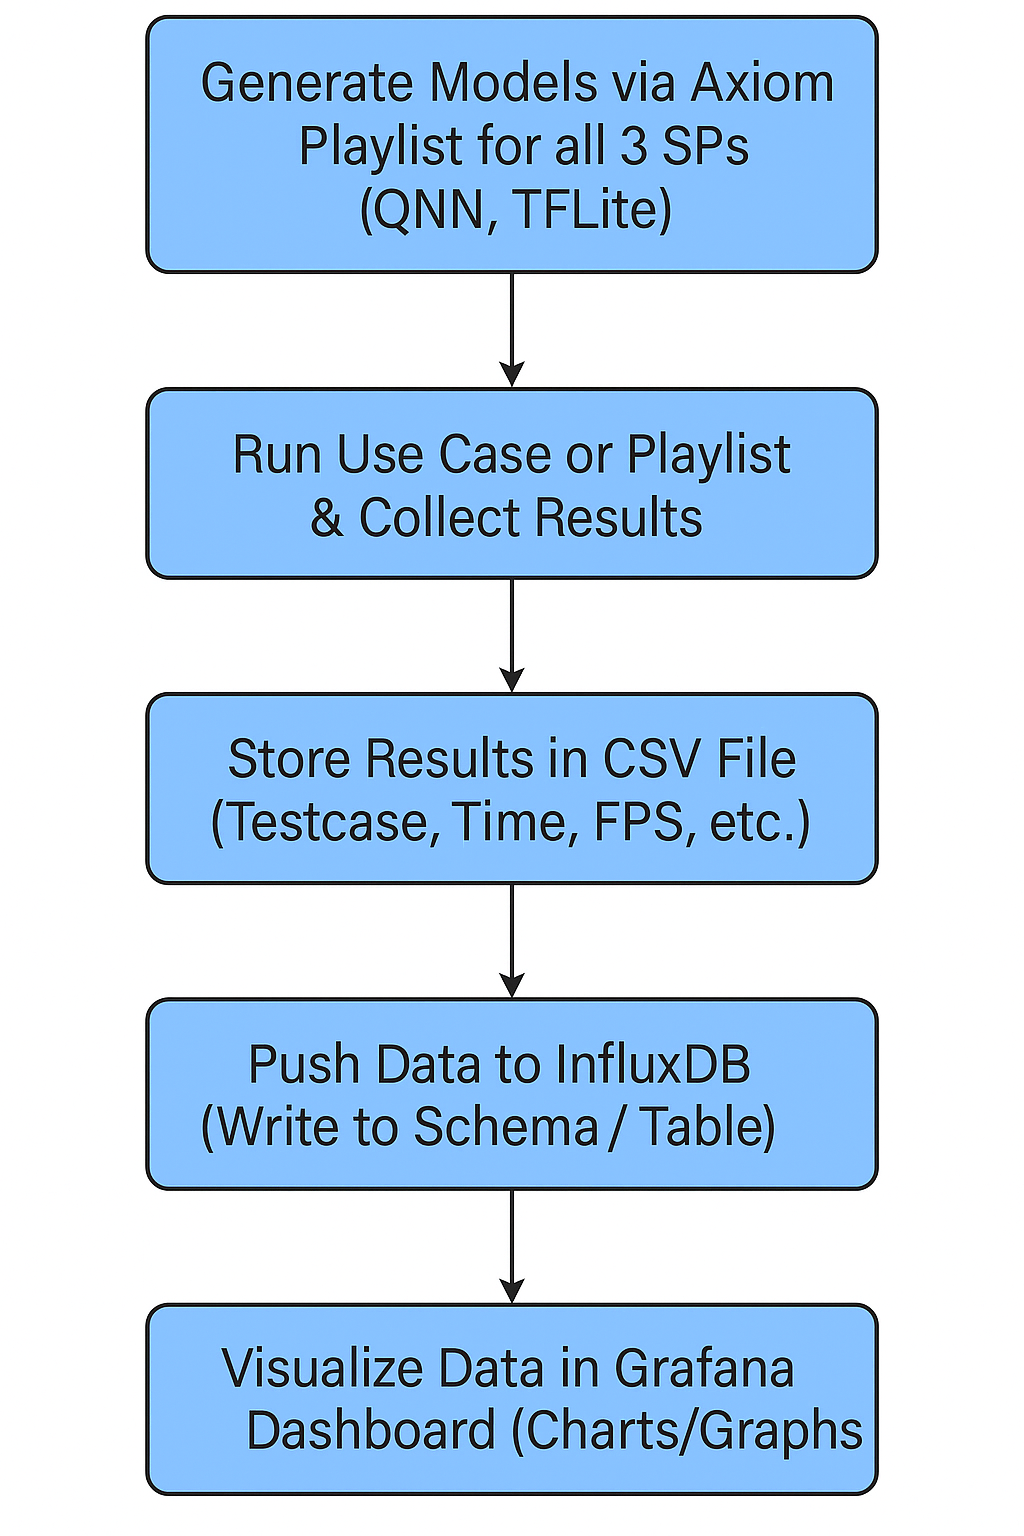 Generate Models via Axiom
Playlist for all 3 SPs
(QNN, TFLite)
Run Use Case or Playlist
& Collect Results
Store Results in CSV File
(Testcase, Time, FPS, etc.)
Push Data to InfluxDB
(Write to Schema / Table)
Visualize Data in Grafana
Dashboard (Charts/Graphs